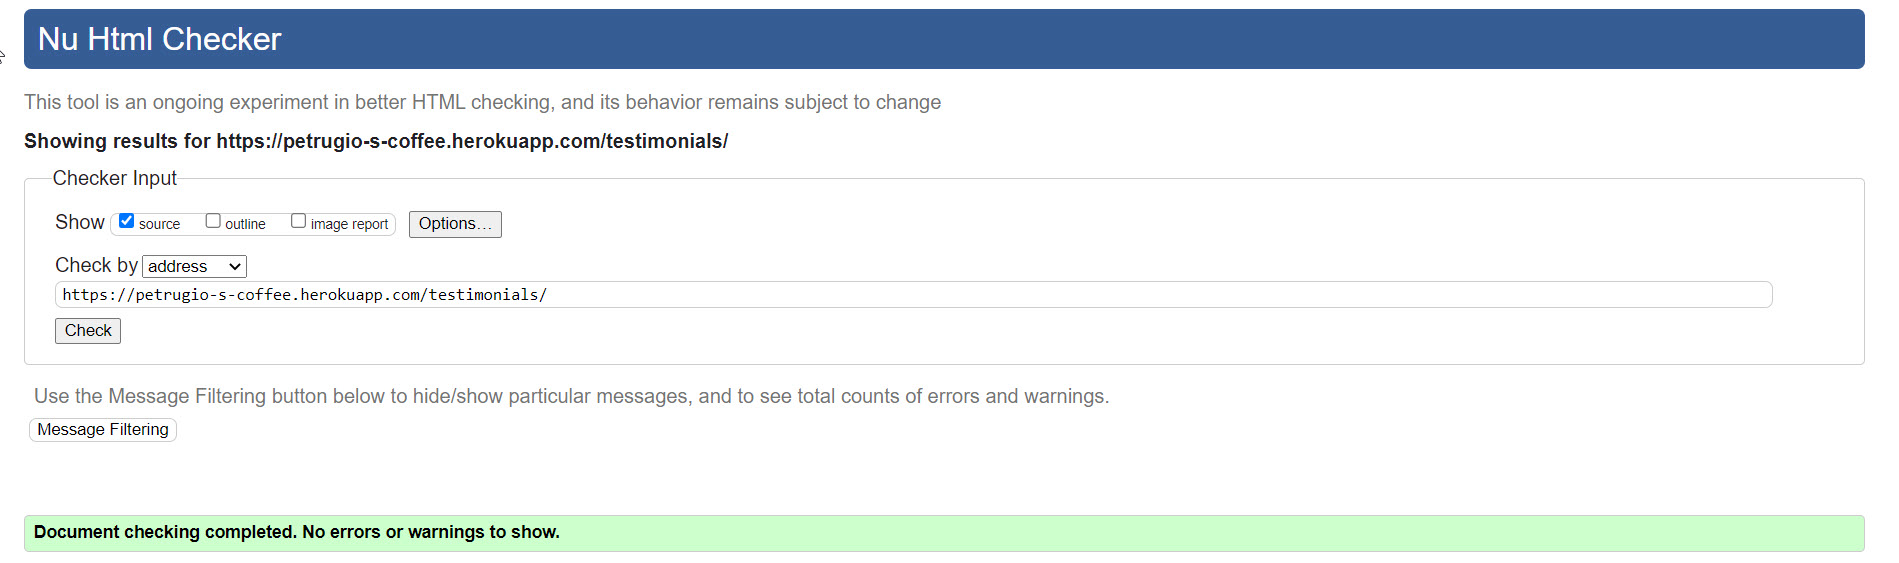 Nu Html Checker
This tool is an ongoing experiment in better HTML checking, and its behavior remains subject to change
Showing results for https://petrugio-s-coffee.herokuapp.com/testimonials/
Checker Input
Show source outline image report Options...
Check by address
https://petrugio-s-coffee.herokuapp.com/testimonials/
Check
Use the Message Filtering button below to hide/show particular messages, and to see total counts of errors and warnings.
Message Filtering
Document checking completed. No errors or warnings to show.